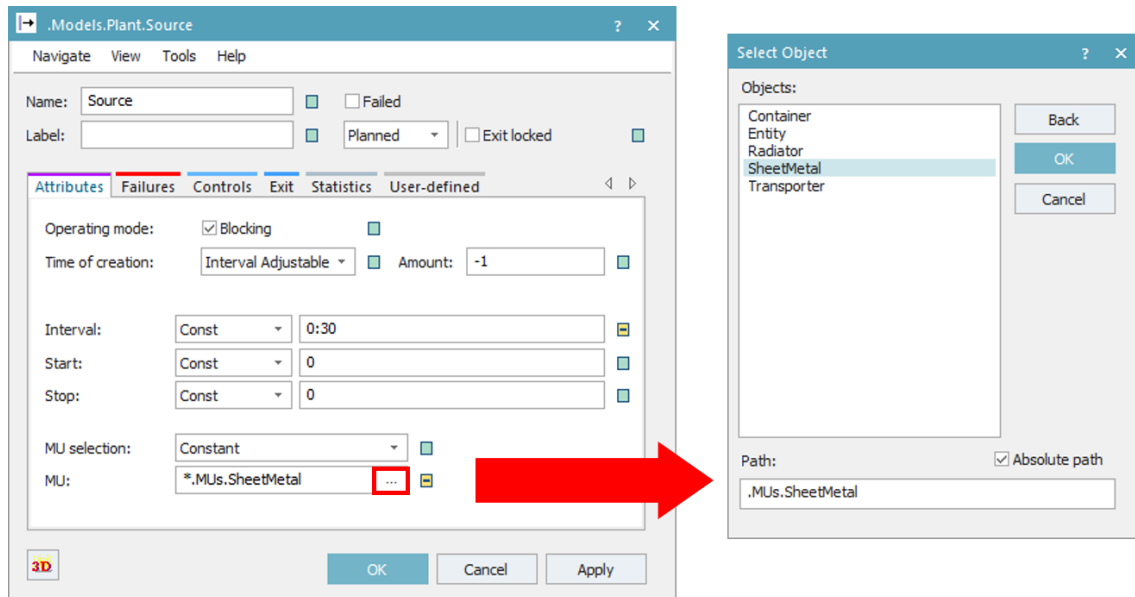 .Models.Plant.Source ? ×
Navigate View Tools Help
Name: Source Failed
Label: Planned Exit locked
Attributes Failures Controls Exit Statistics User-defined
Operating mode: Blocking
Time of creation: Interval Adjustable Amount: -1
Interval: Const 0:30
Start: Const 0
Stop: Const 0
MU selection: Constant
MU: *.MUs.SheetMetal ...
3D OK Cancel Apply
Select Object ? ×
Objects:
Container
Entity
Radiator
SheetMetal
Transporter
Back
OK
Cancel
Path: Absolute path
.MUs.SheetMetal